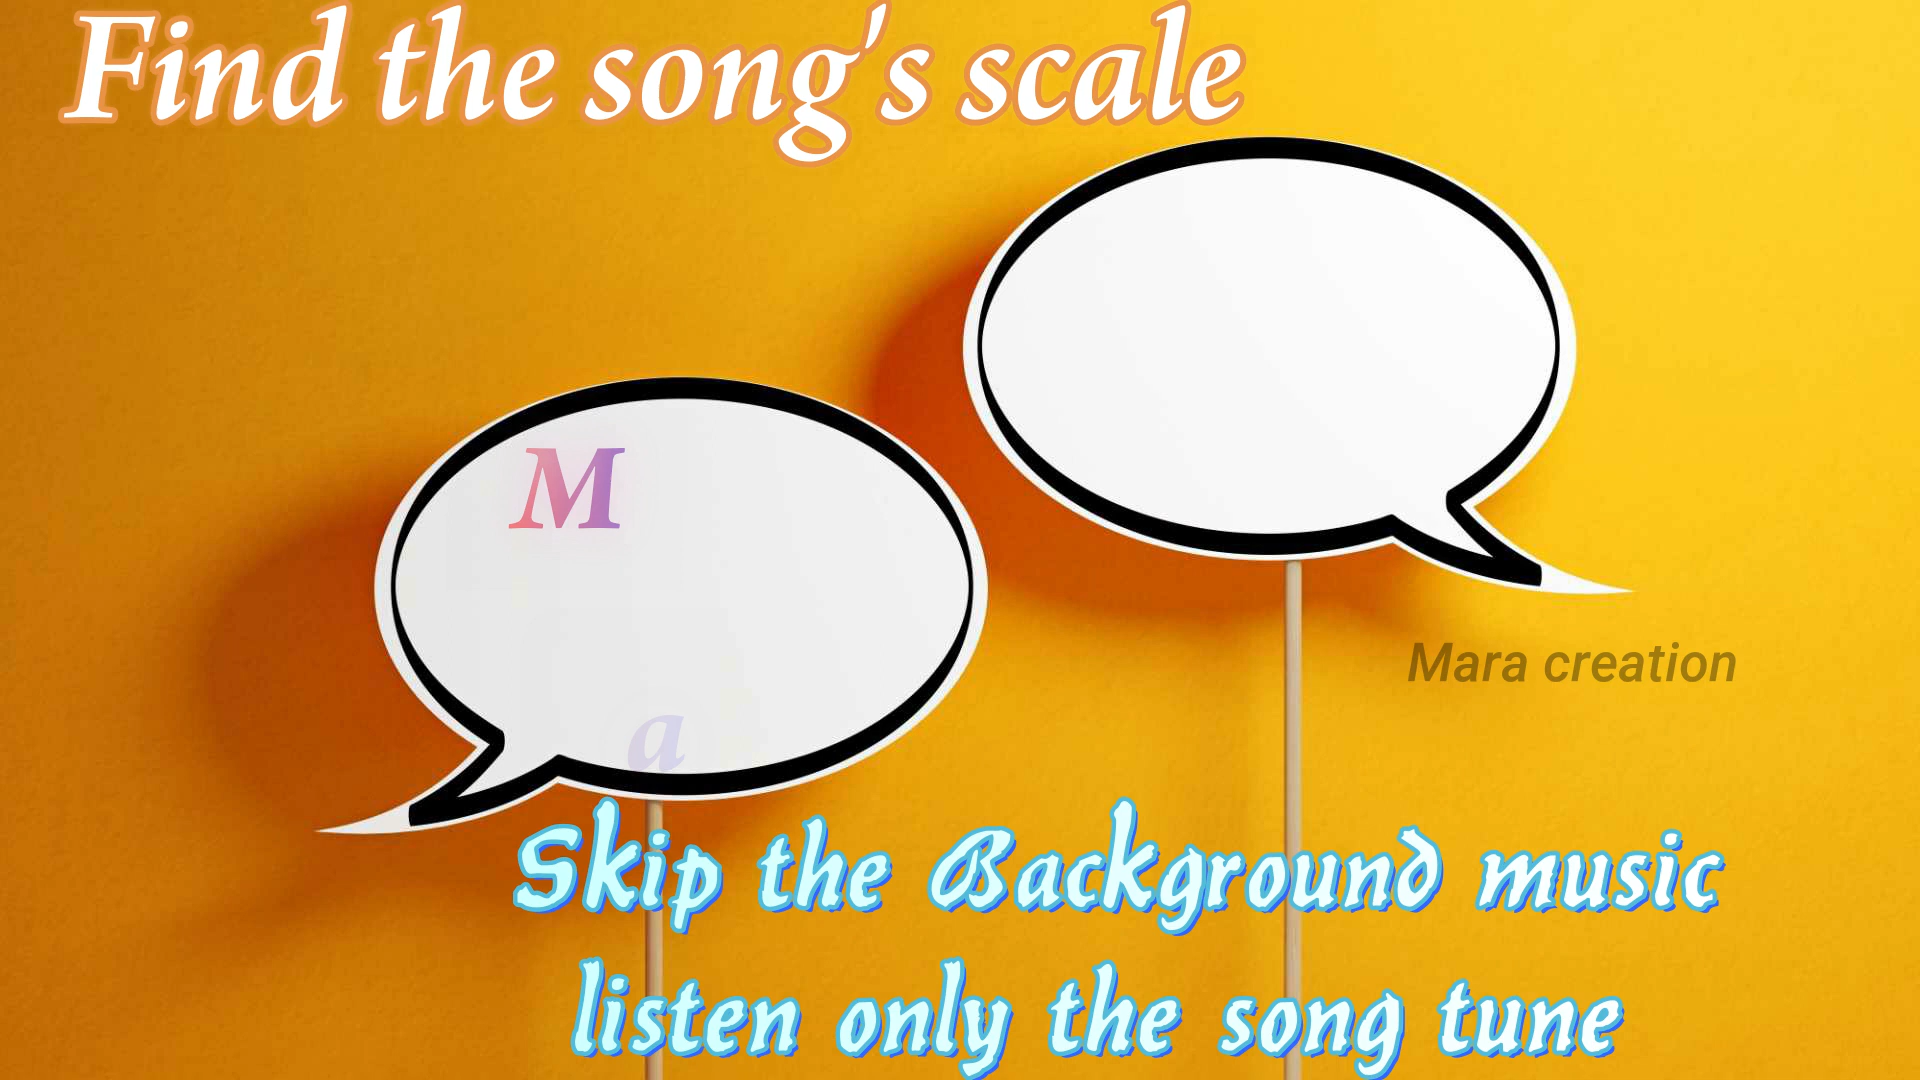 Find the song's scale
M
a
Mara creation
Skip the Background music
listen only the song tune